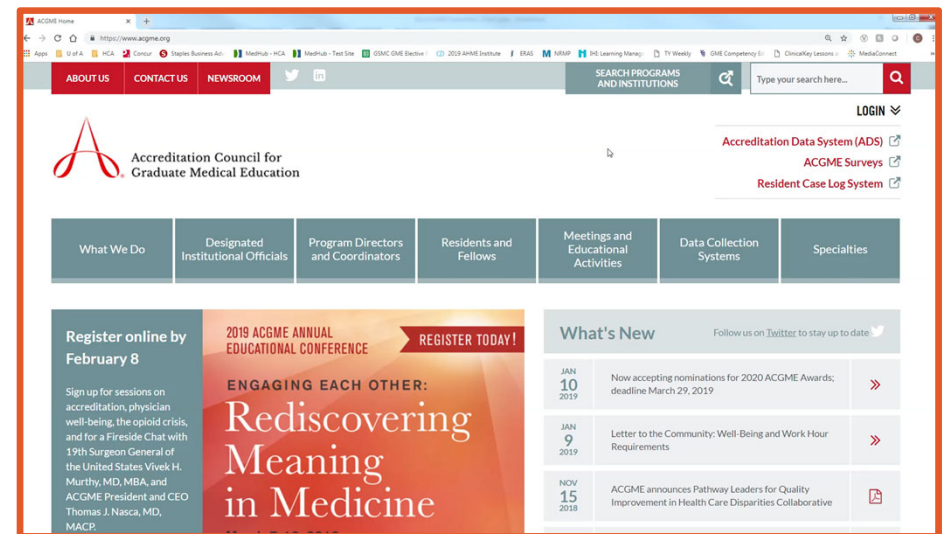 ACGME Home
https://www.acgme.org
Apps U of A HCA Concur Staples Business Adv MedHub - HCA MedHub - Test Site GSMC GME Elective 2019 AHME Institute ERAS NRMP IHI: Learning Manage TY Weekly GME Competency Ed ClinicalKey Lessons MediaConnect
ABOUT US CONTACT US NEWSROOM
SEARCH PROGRAMS
AND INSTITUTIONS
Type your search here...
LOGIN
Accreditation Data System (ADS)
ACGME Surveys
Resident Case Log System
Accreditation Council for
Graduate Medical Education
What We Do
Designated
Institutional Officials
Program Directors
and Coordinators
Residents and
Fellows
Meetings and
Educational
Activities
Data Collection
Systems
Specialties
Register online by
February 8
Sign up for sessions on
accreditation, physician
well-being, the opioid crisis,
and for a Fireside Chat with
19th Surgeon General of
the United States Vivek H.
Murthy, MD, MBA, and
ACGME President and CEO
Thomas J. Nasca, MD,
MACP.
2019 ACGME ANNUAL
EDUCATIONAL CONFERENCE
REGISTER TODAY!
ENGAGING EACH OTHER:
Rediscovering
Meaning
in Medicine
What's New
Follow us on Twitter to stay up to date
JAN
10
2019
Now accepting nominations for 2020 ACGME Awards;
deadline March 29, 2019
JAN
9
2019
Letter to the Community: Well-Being and Work Hour
Requirements
NOV
15
2018
ACGME announces Pathway Leaders for Quality
Improvement in Health Care Disparities Collaborative